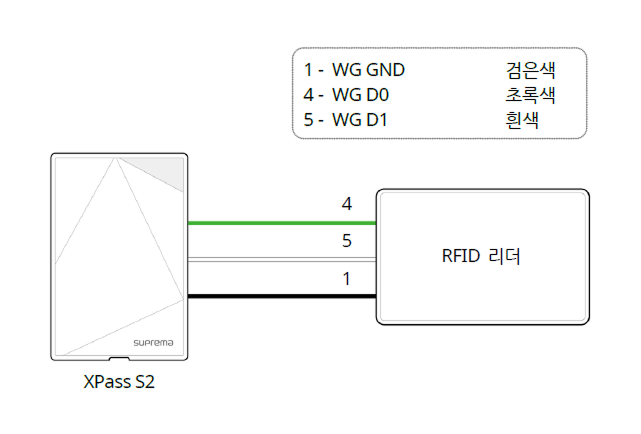 1 - WG GND 검은색
4 - WG D0 초록색
5 - WG D1 흰색
4
5
1
RFID 리더
suprema
XPass S2